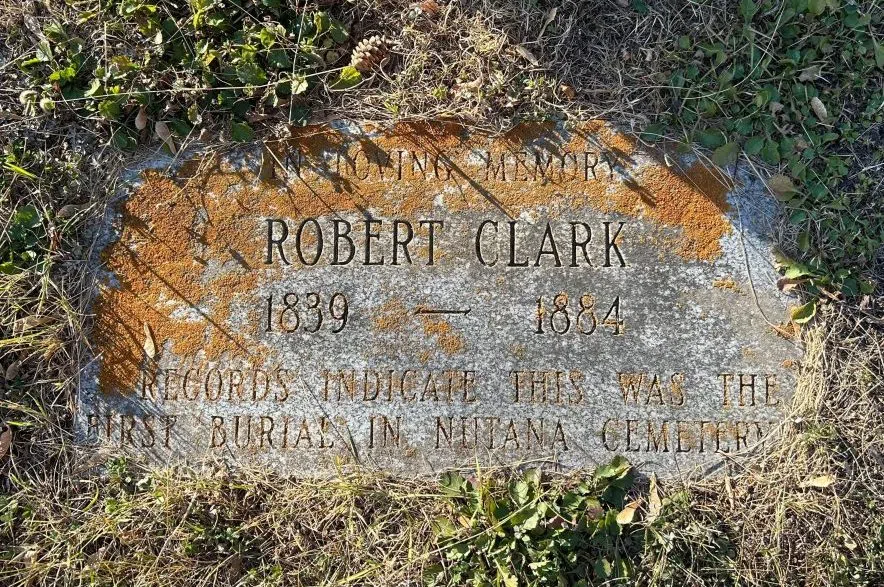 IN LOVING MEMORY
ROBERT CLARK
1839 — 1884
RECORDS INDICATE THIS WAS THE
FIRST BURIAL IN NUTANA CEMETERY